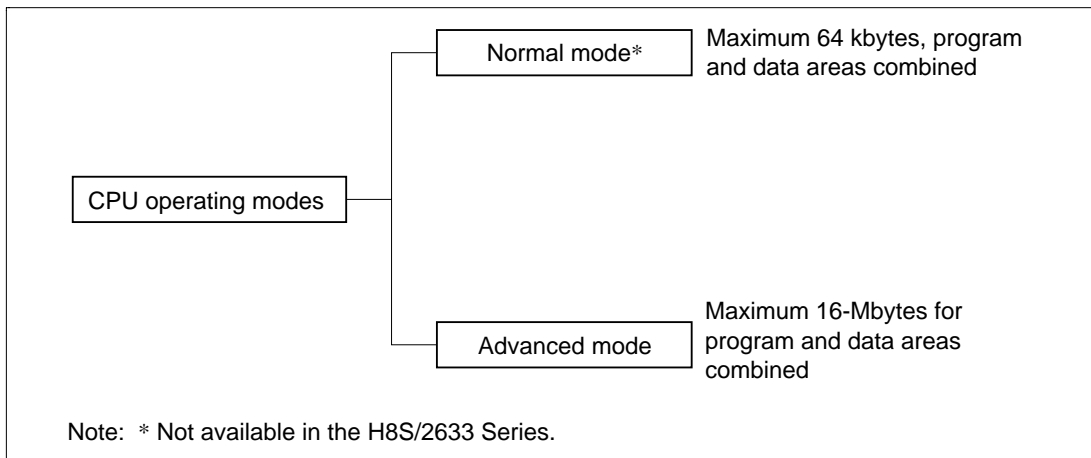 Normal mode*
Maximum 64 kbytes, program
and data areas combined
CPU operating modes
Advanced mode
Maximum 16-Mbytes for
program and data areas
combined
Note: * Not available in the H8S/2633 Series.